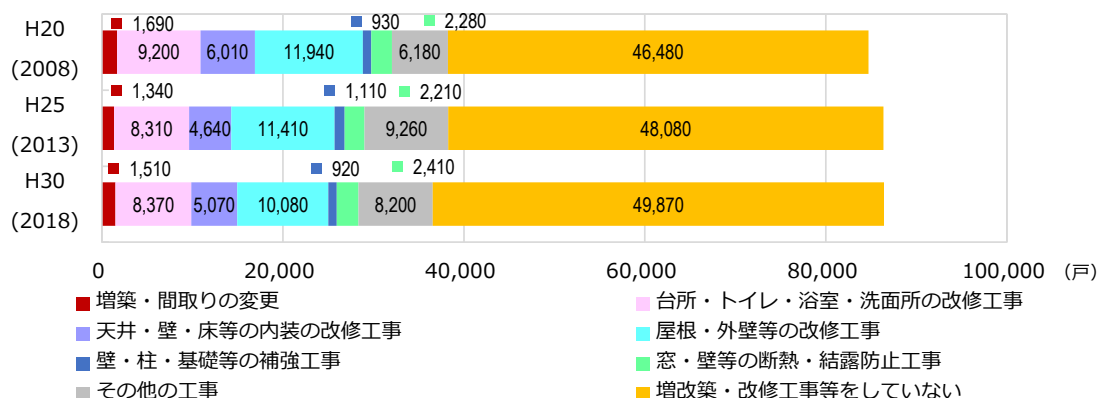 H20
(2008)
■ 1,690 ■ 930 ■ 2,280
9,200 6,010 11,940 6,180 46,480
H25
(2013)
■ 1,340 ■ 1,110 ■ 2,210
8,310 4,640 11,410 9,260 48,080
H30
(2018)
■ 1,510 ■ 920 ■ 2,410
8,370 5,070 10,080 8,200 49,870
0 20,000 40,000 60,000 80,000 100,000 (戸)
■増築・間取りの変更 ■台所・トイレ・浴室・洗面所の改修工事
■天井・壁・床等の内装の改修工事 ■屋根・外壁等の改修工事
■壁・柱・基礎等の補強工事 ■窓・壁等の断熱・結露防止工事
■その他の工事 ■増改築・改修工事等をしていない